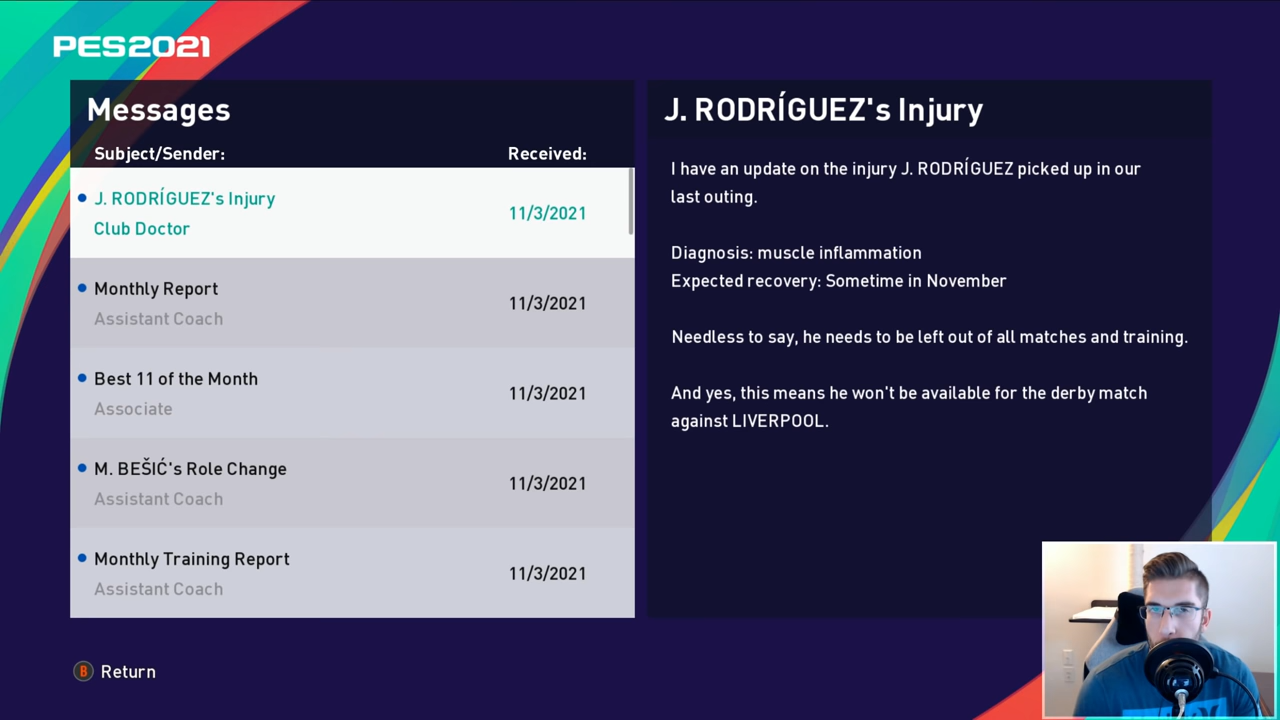 PES2021
Messages
Subject/Sender:
Received:
J. RODRÍGUEZ's Injury
Club Doctor
11/3/2021
Monthly Report
Assistant Coach
11/3/2021
Best 11 of the Month
Associate
11/3/2021
M. BEŠIĆ's Role Change
Assistant Coach
11/3/2021
Monthly Training Report
Assistant Coach
11/3/2021
J. RODRÍGUEZ's Injury
I have an update on the injury J. RODRÍGUEZ picked up in our
last outing.
Diagnosis: muscle inflammation
Expected recovery: Sometime in November
Needless to say, he needs to be left out of all matches and training.
And yes, this means he won't be available for the derby match
against LIVERPOOL.
B Return